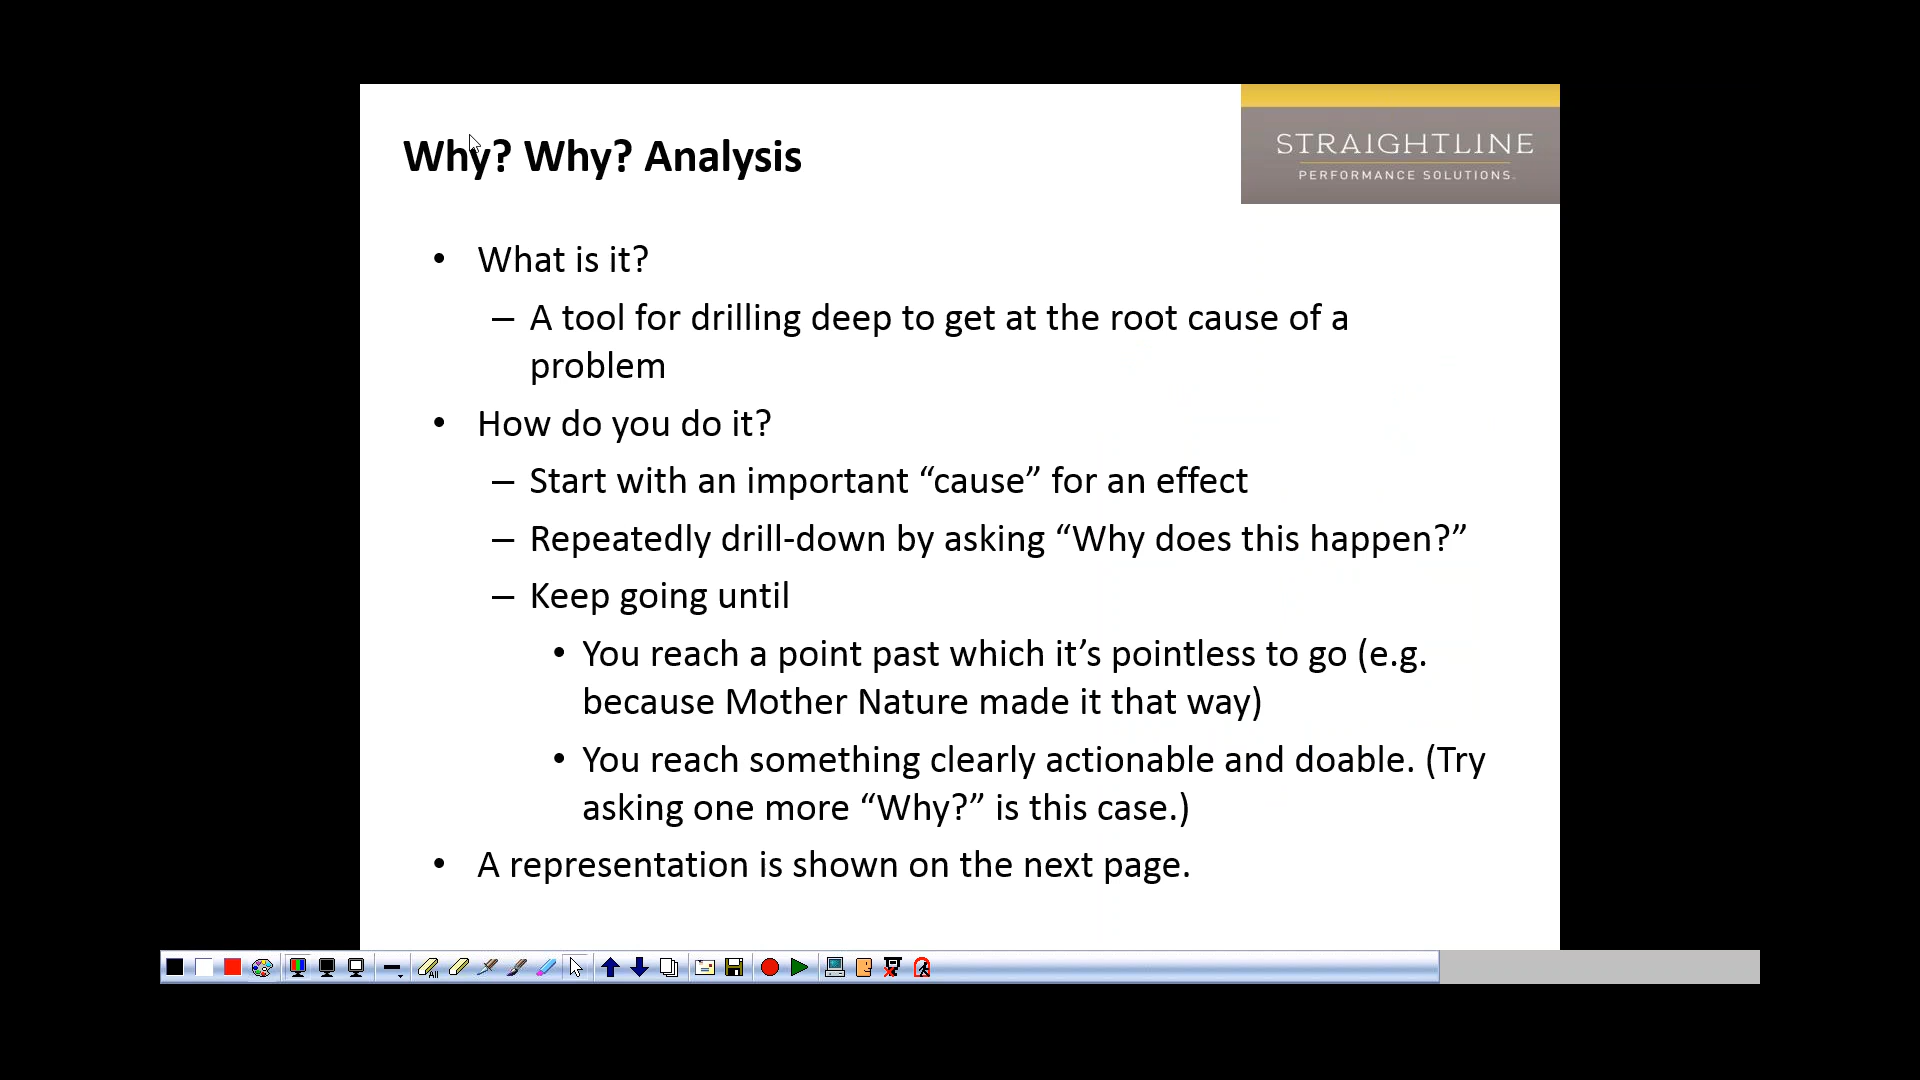 Why? Why? Analysis
STRAIGHTLINE
PERFORMANCE SOLUTIONS.
• What is it?
– A tool for drilling deep to get at the root cause of a
problem
• How do you do it?
– Start with an important “cause” for an effect
– Repeatedly drill-down by asking “Why does this happen?”
– Keep going until
• You reach a point past which it’s pointless to go (e.g.
because Mother Nature made it that way)
• You reach something clearly actionable and doable. (Try
asking one more “Why?” is this case.)
• A representation is shown on the next page.
All